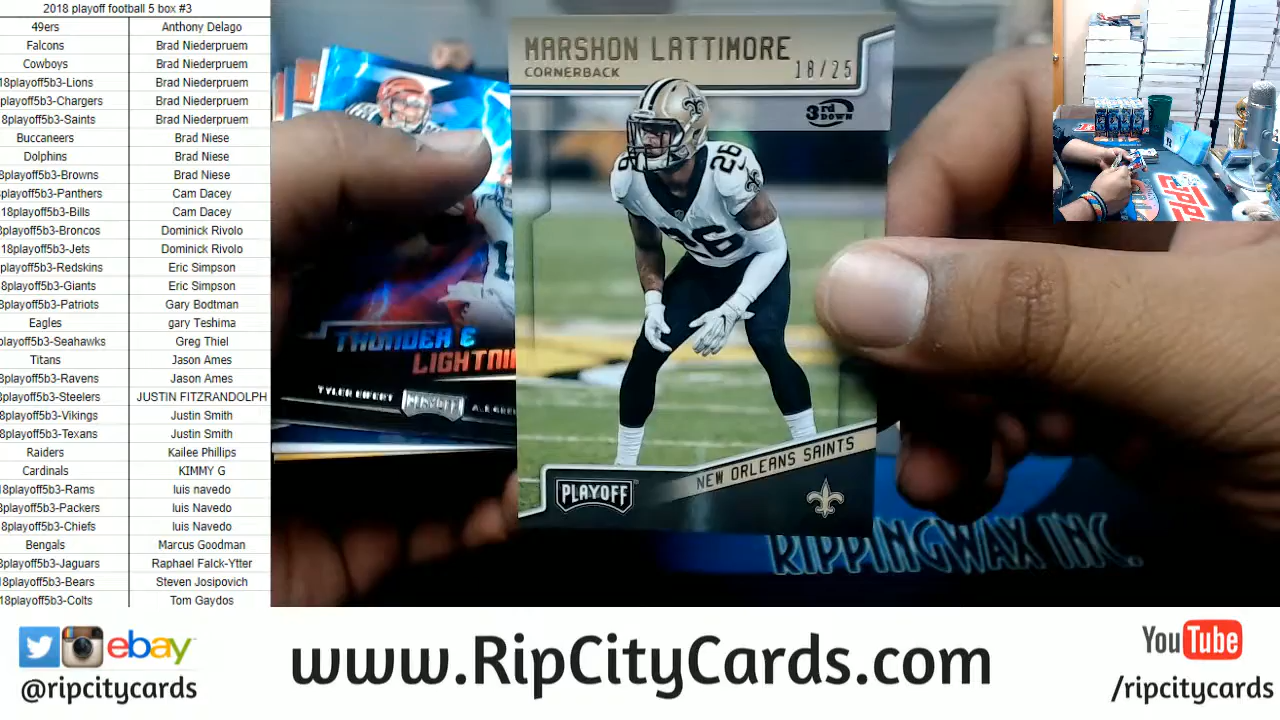 2018 playoff football 5 box #3
49ers Anthony Delago
Falcons Brad Niederpruem
Cowboys Brad Niederpruem
18playoff5b3-Lions Brad Niederpruem
playoff5b3-Chargers Brad Niederpruem
8playoff5b3-Saints Brad Niederpruem
Buccaneers Brad Niese
Dolphins Brad Niese
8playoff5b3-Browns Brad Niese
playoff5b3-Panthers Cam Dacey
18playoff5b3-Bills Cam Dacey
playoff5b3-Broncos Dominick Rivolo
18playoff5b3-Jets Dominick Rivolo
playoff5b3-Redskins Eric Simpson
8playoff5b3-Giants Eric Simpson
8playoff5b3-Patriots Gary Bodtman
Eagles gary Teshima
playoff5b3-Seahawks Greg Thiel
Titans Jason Ames
8playoff5b3-Ravens Jason Ames
8playoff5b3-Steelers JUSTIN FITZRANDOLPH
8playoff5b3-Vikings Justin Smith
8playoff5b3-Texans Justin Smith
Raiders Kailee Phillips
Cardinals KIMMY G
18playoff5b3-Rams luis navedo
8playoff5b3-Packers luis Navedo
8playoff5b3-Chiefs luis Navedo
Bengals Marcus Goodman
8playoff5b3-Jaguars Raphael Falck-Ytter
18playoff5b3-Bears Steven Josipovich
18playoff5b3-Colts Tom Gaydos
MARSHON LATTIMORE
CORNERBACK
18/25
3rd DOWN
26
26
NEW ORLEANS SAINTS
PLAYOFF
THUNDER &
LIGHTNI
TYLER EIFERT
PLAYOFF
RIPPINGWAX INC.
ebay
@ripcitycards
www.RipCityCards.com
YouTube
/ripcitycards